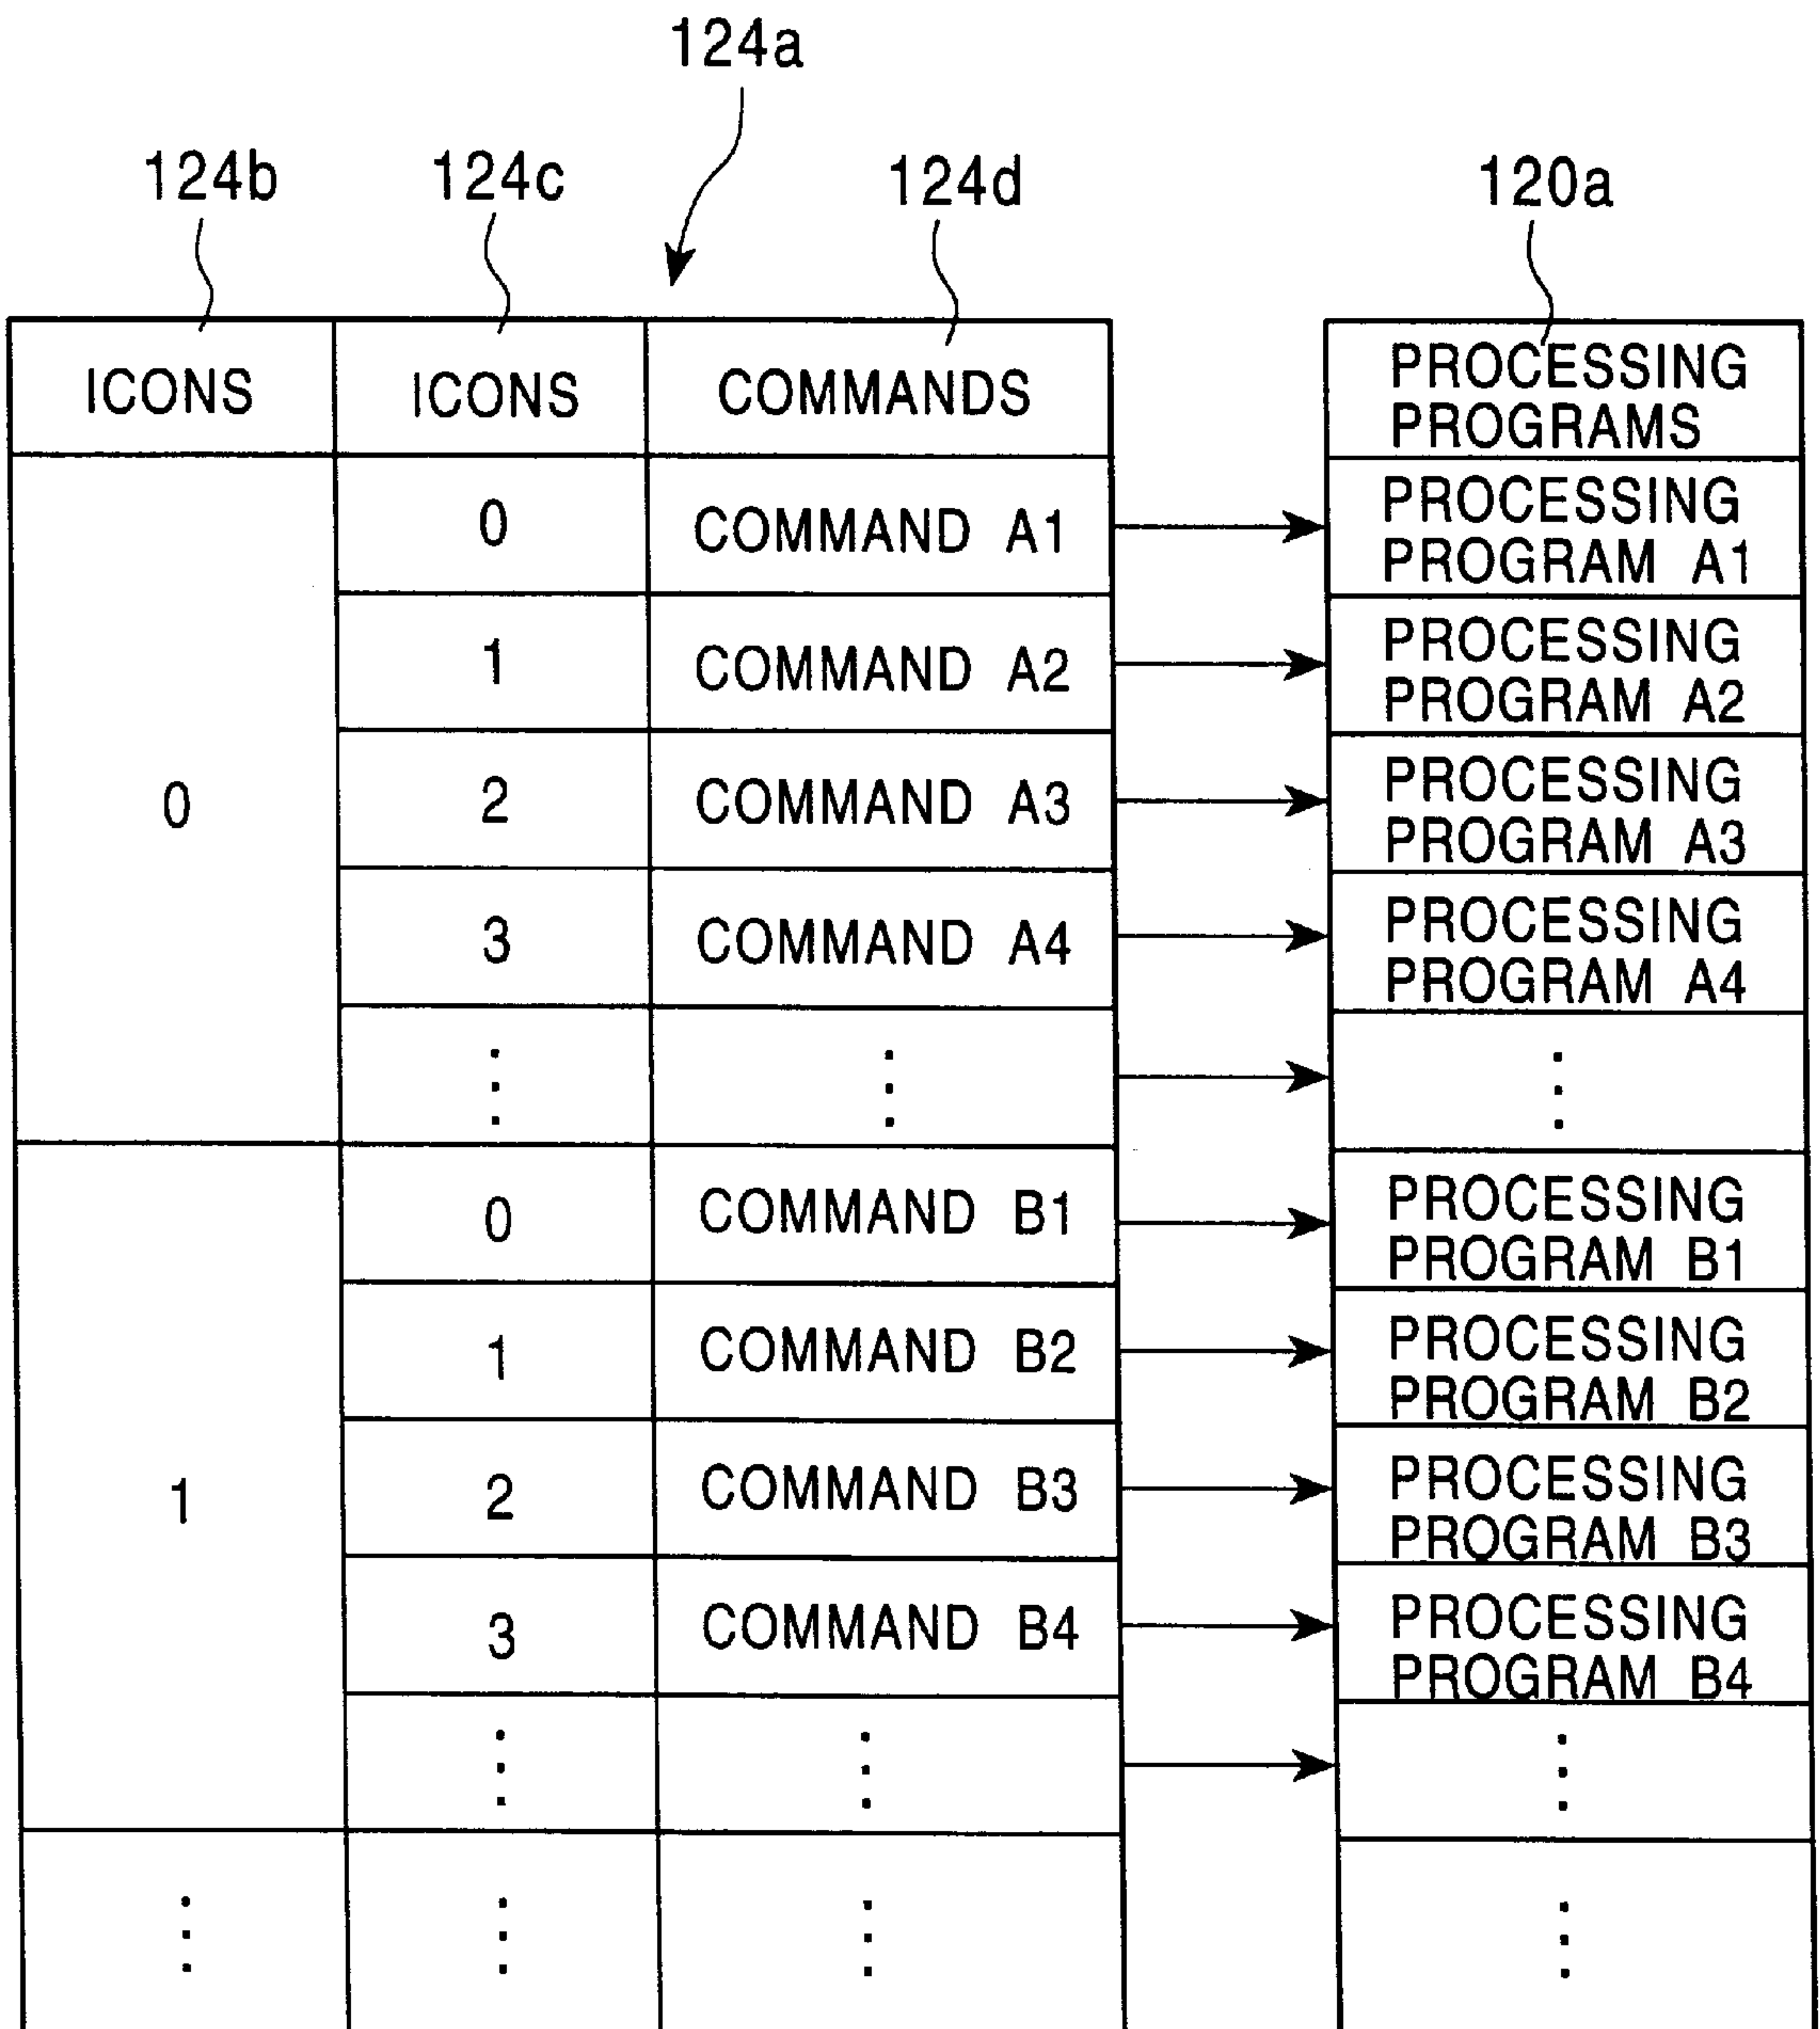 124a
124b
124c
124d
120a
ICONS
ICONS
COMMANDS
PROCESSING
PROGRAMS
0
0
COMMAND A1
PROCESSING
PROGRAM A1
1
COMMAND A2
PROCESSING
PROGRAM A2
2
COMMAND A3
PROCESSING
PROGRAM A3
3
COMMAND A4
PROCESSING
PROGRAM A4
1
0
COMMAND B1
PROCESSING
PROGRAM B1
1
COMMAND B2
PROCESSING
PROGRAM B2
2
COMMAND B3
PROCESSING
PROGRAM B3
3
COMMAND B4
PROCESSING
PROGRAM B4